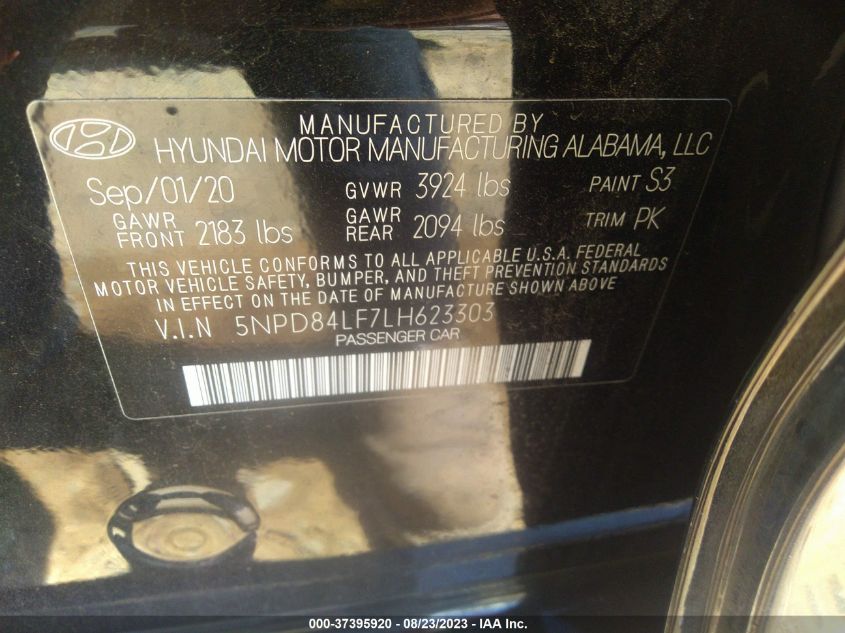 MANUFACTURED BY
HYUNDAI MOTOR MANUFACTURING ALABAMA, LLC
Sep/01/20 GVWR 3924 lbs PAINT S3
GAWR FRONT 2183 lbs GAWR REAR 2094 lbs TRIM PK
THIS VEHICLE CONFORMS TO ALL APPLICABLE U.S.A. FEDERAL
MOTOR VEHICLE SAFETY, BUMPER, AND THEFT PREVENTION STANDARDS
IN EFFECT ON THE DATE OF MANUFACTURE SHOWN ABOVE
V.I.N 5NPD84LF7LH623303
PASSENGER CAR
000-37395920 - 08/23/2023 - IAA Inc.